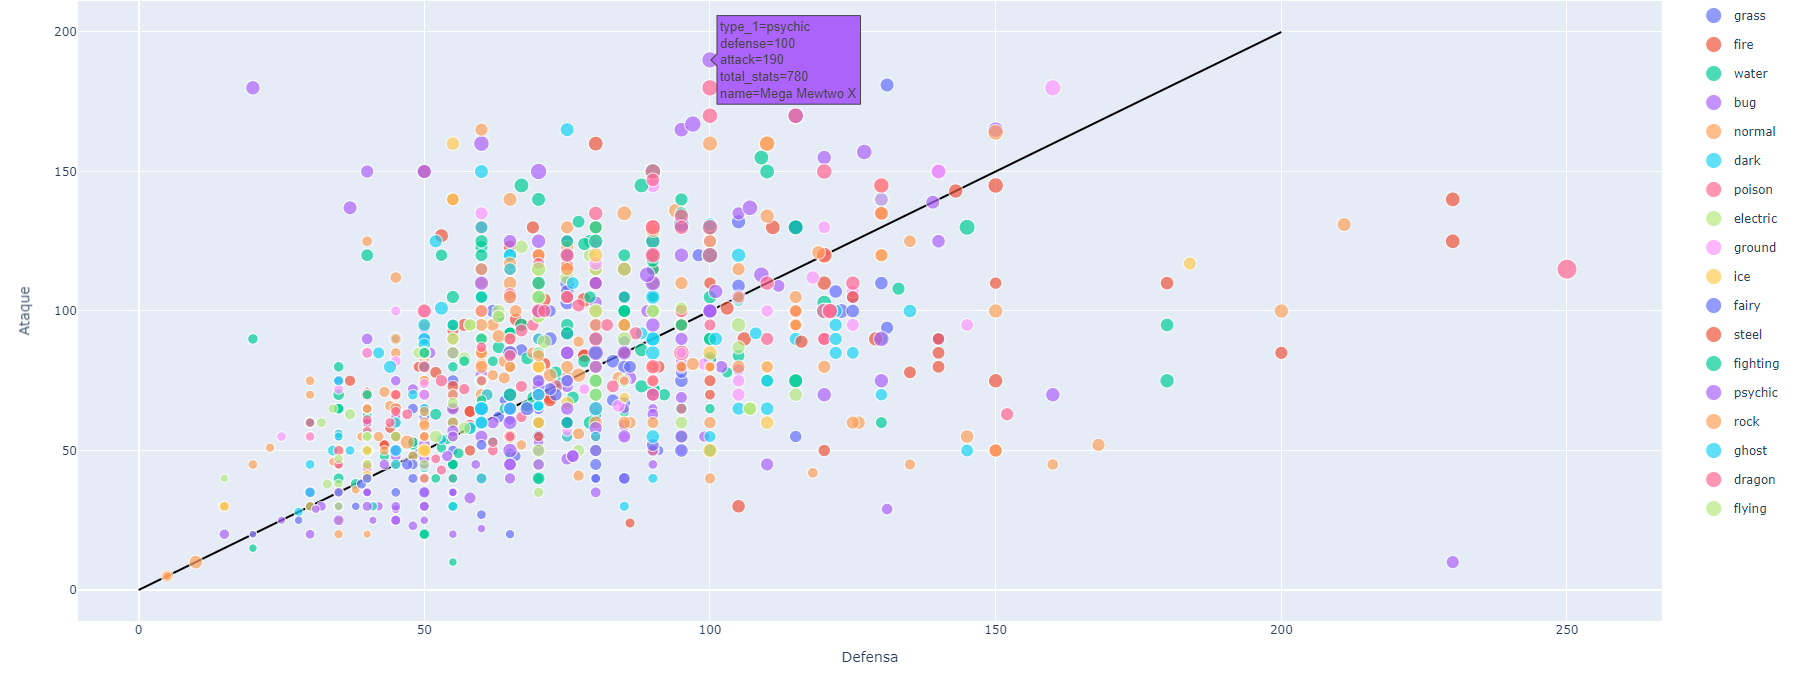 type_1=psychic
defense=100
attack=190
total_stats=780
name=Mega Mewtwo X
200
150
100
50
0
Ataque
0
50
100
150
200
250
Defensa
grass
fire
water
bug
normal
dark
poison
electric
ground
ice
fairy
steel
fighting
psychic
rock
ghost
dragon
flying